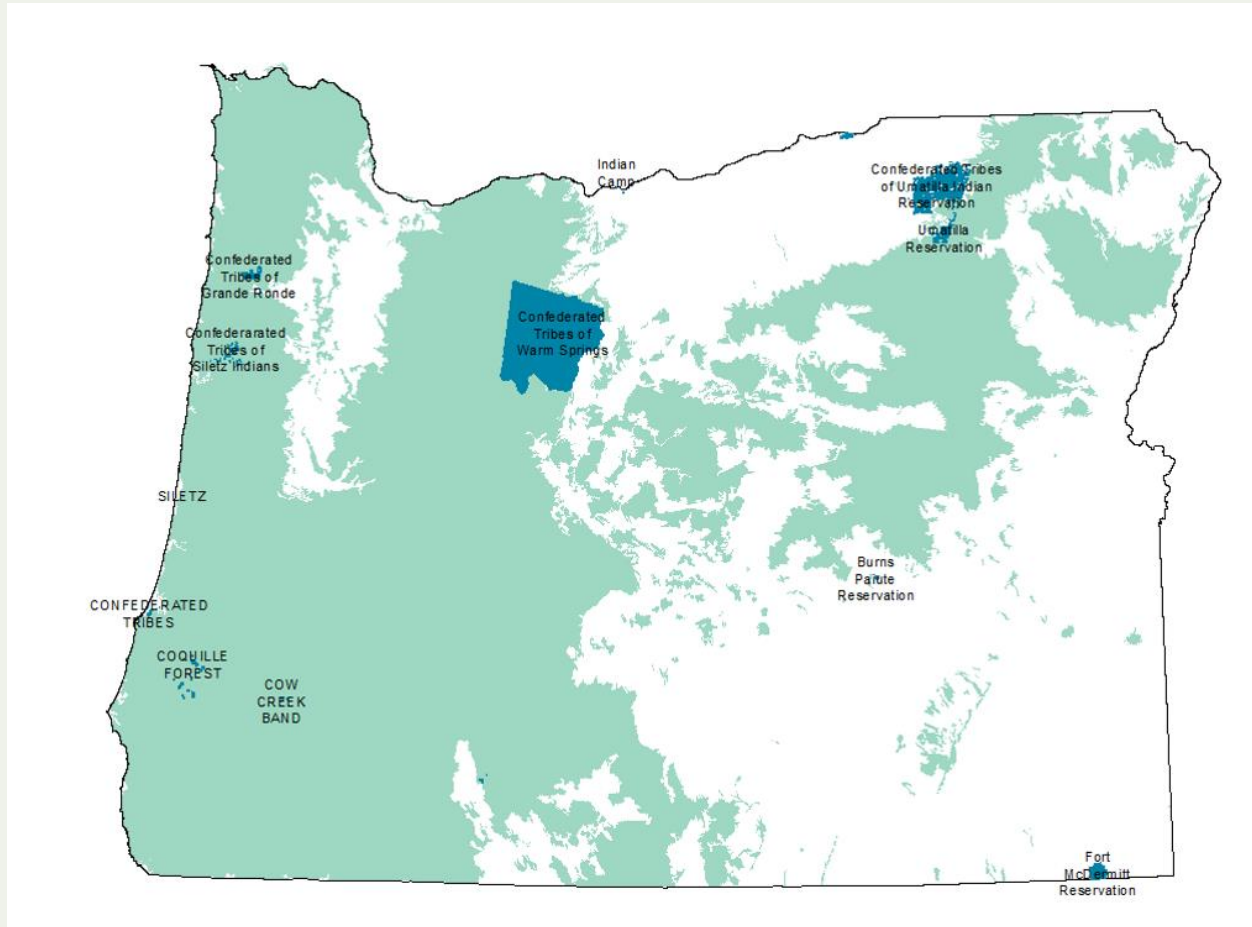 Indian
Camp
Confederated Tribes
of Umatilla Indian
Reservation
Umatilla
Reservation
Confederated
Tribes of
Grande Ronde
Confederated
Tribes of
Warm Springs
Confederarated
Tribes of
Siletz Indians
SILETZ
Burns
Paiute
Reservation
CONFEDERATED
TRIBES
COQUILLE
FOREST
COW
CREEK
BAND
Fort
McDermitt
Reservation